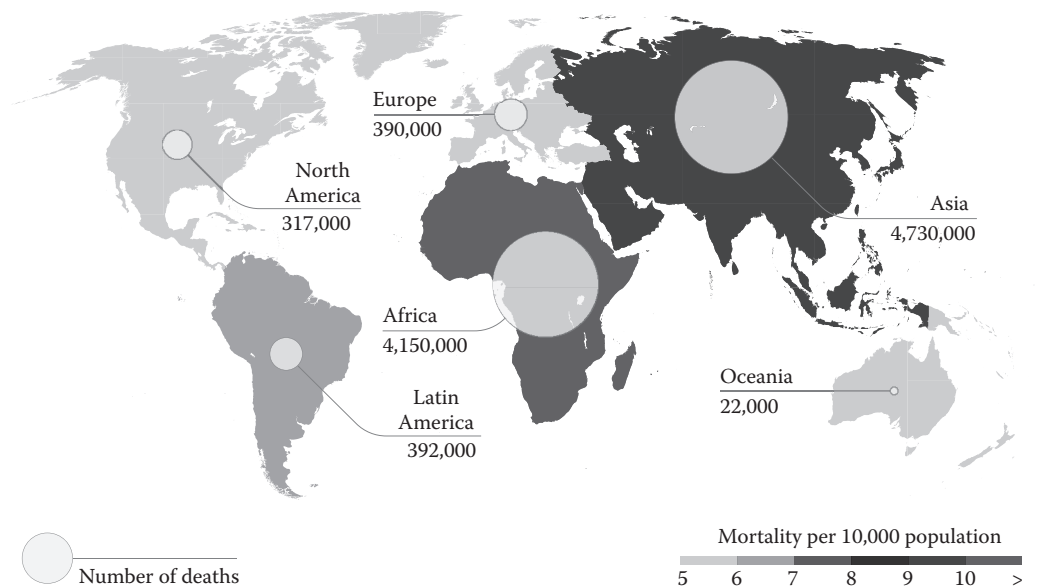 Europe
390,000
North
America
317,000
Asia
4,730,000
Africa
4,150,000
Oceania
22,000
Latin
America
392,000
Mortality per 10,000 population
5 6 7 8 9 10 >
Number of deaths